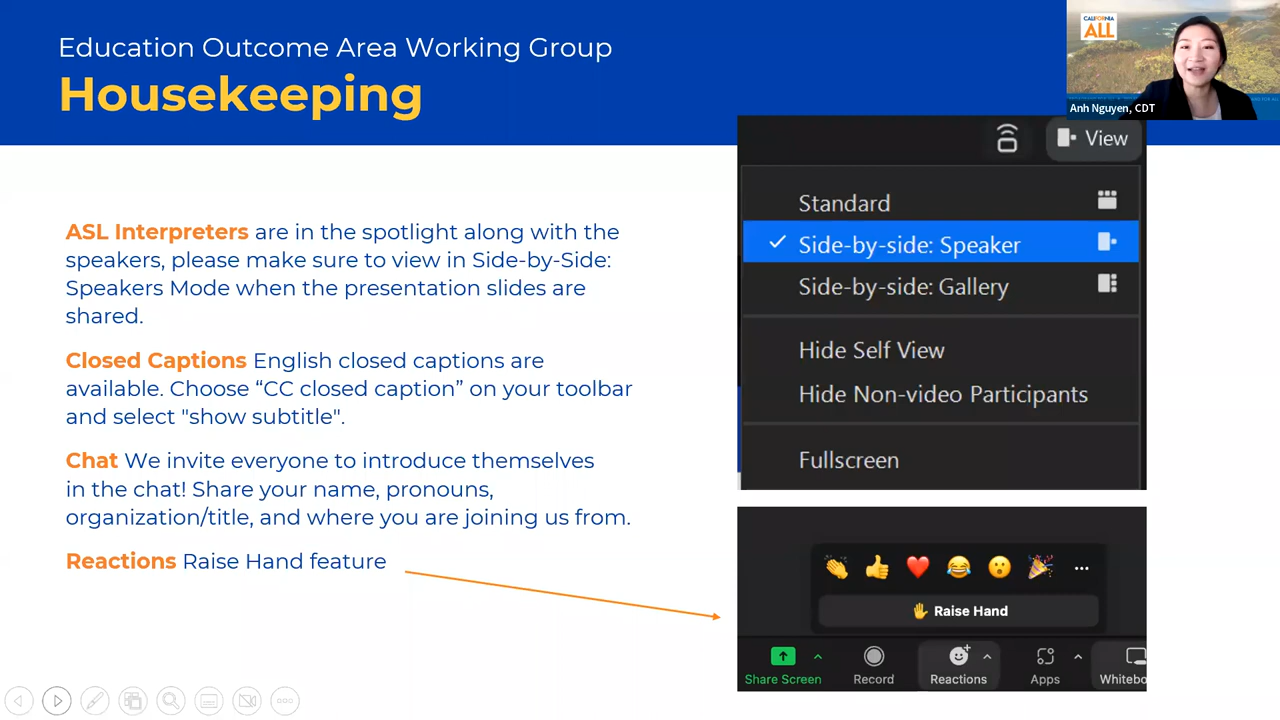 Education Outcome Area Working Group
Housekeeping
CALIFORNIA
ALL
Anh Nguyen, CDT
ASL Interpreters are in the spotlight along with the
speakers, please make sure to view in Side-by-Side:
Speakers Mode when the presentation slides are
shared.
Closed Captions English closed captions are
available. Choose “CC closed caption” on your toolbar
and select "show subtitle".
Chat We invite everyone to introduce themselves
in the chat! Share your name, pronouns,
organization/title, and where you are joining us from.
Reactions Raise Hand feature
View
Standard
Side-by-side: Speaker
Side-by-side: Gallery
Hide Self View
Hide Non-video Participants
Fullscreen
Raise Hand
Share Screen
Record
Reactions
Apps
Whitebo